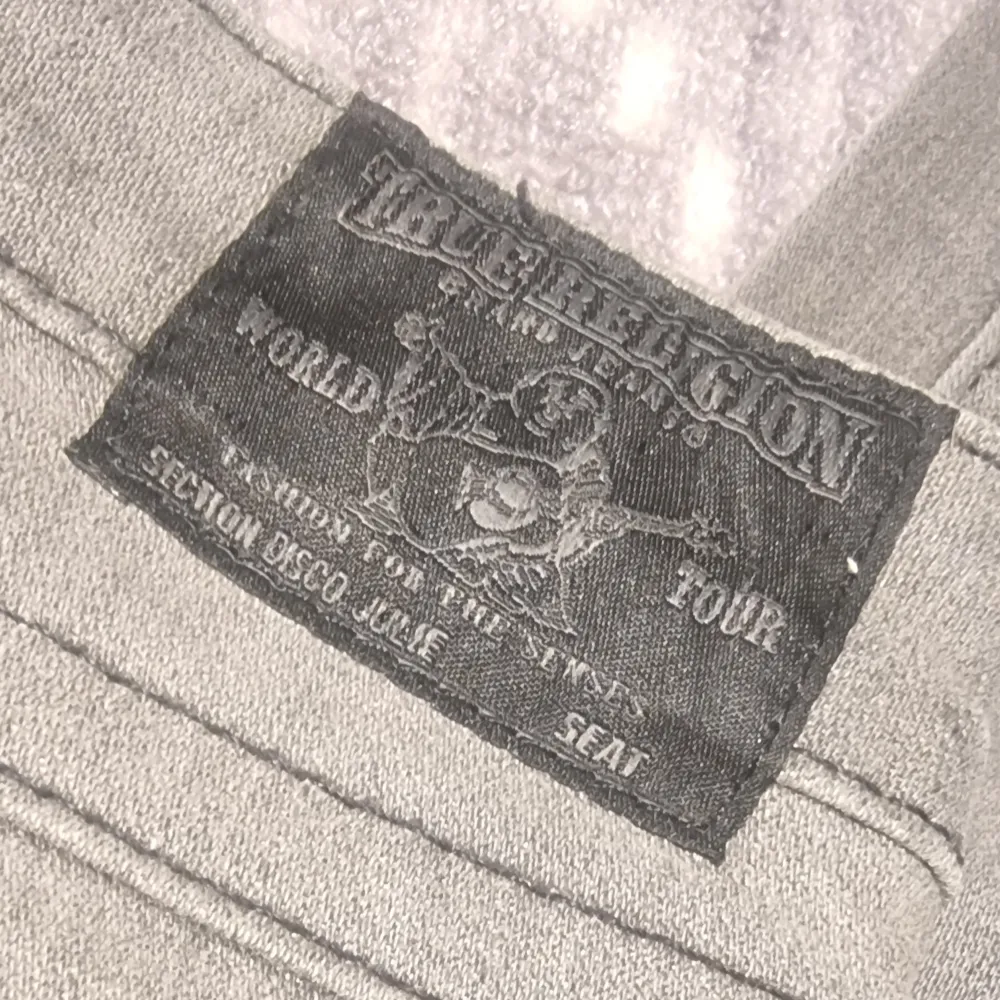 TRUE RELIGION
BRAND JEANS
WORLD TOUR
FASHION FOR THE SENSES
SECTION DISCO JULIE SEAT